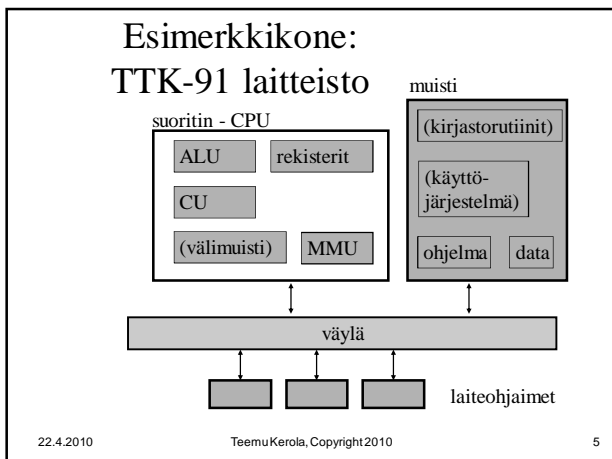 Esimerkkikone:
TTK-91 laitteisto
suoritin - CPU
ALU
rekisterit
CU
(välimuisti)
MMU
muisti
(kirjastorutiinit)
(käyttö-
järjestelmä)
ohjelma
data
väylä
laiteohjaimet
22.4.2010
Teemu Kerola, Copyright 2010
5